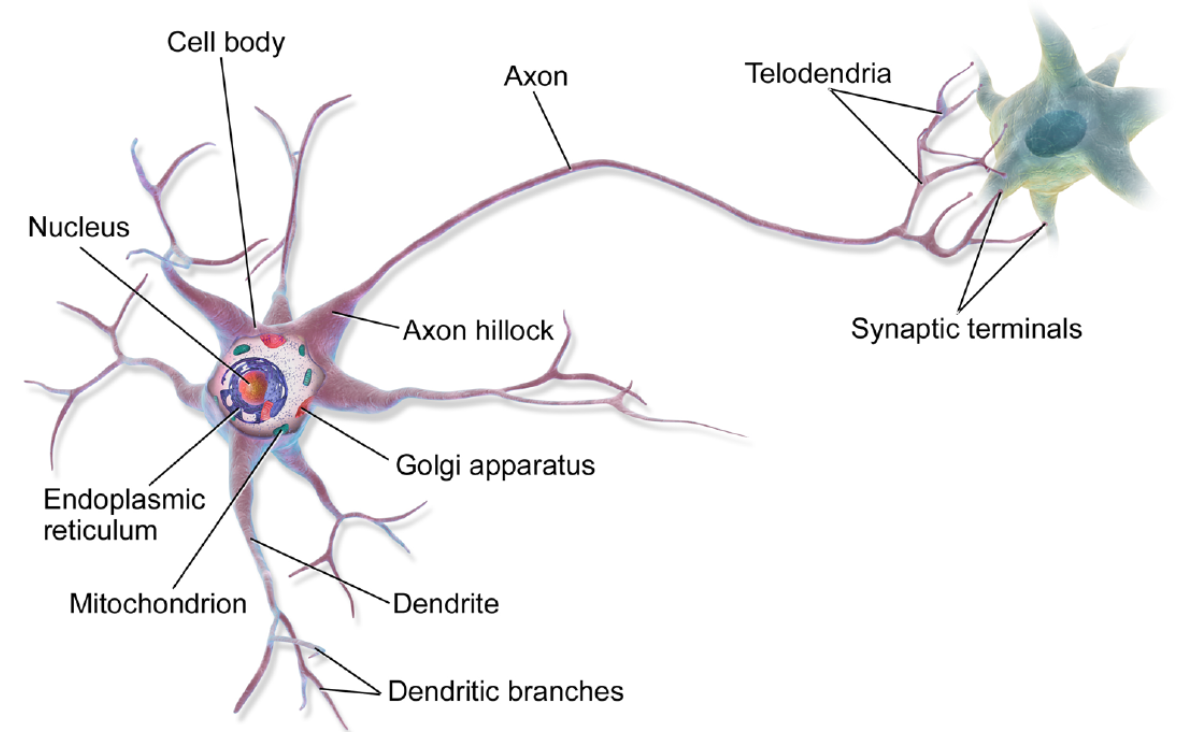 Cell body
Axon
Telodendria
Nucleus
Axon hillock
Synaptic terminals
Golgi apparatus
Endoplasmic
reticulum
Mitochondrion
Dendrite
Dendritic branches